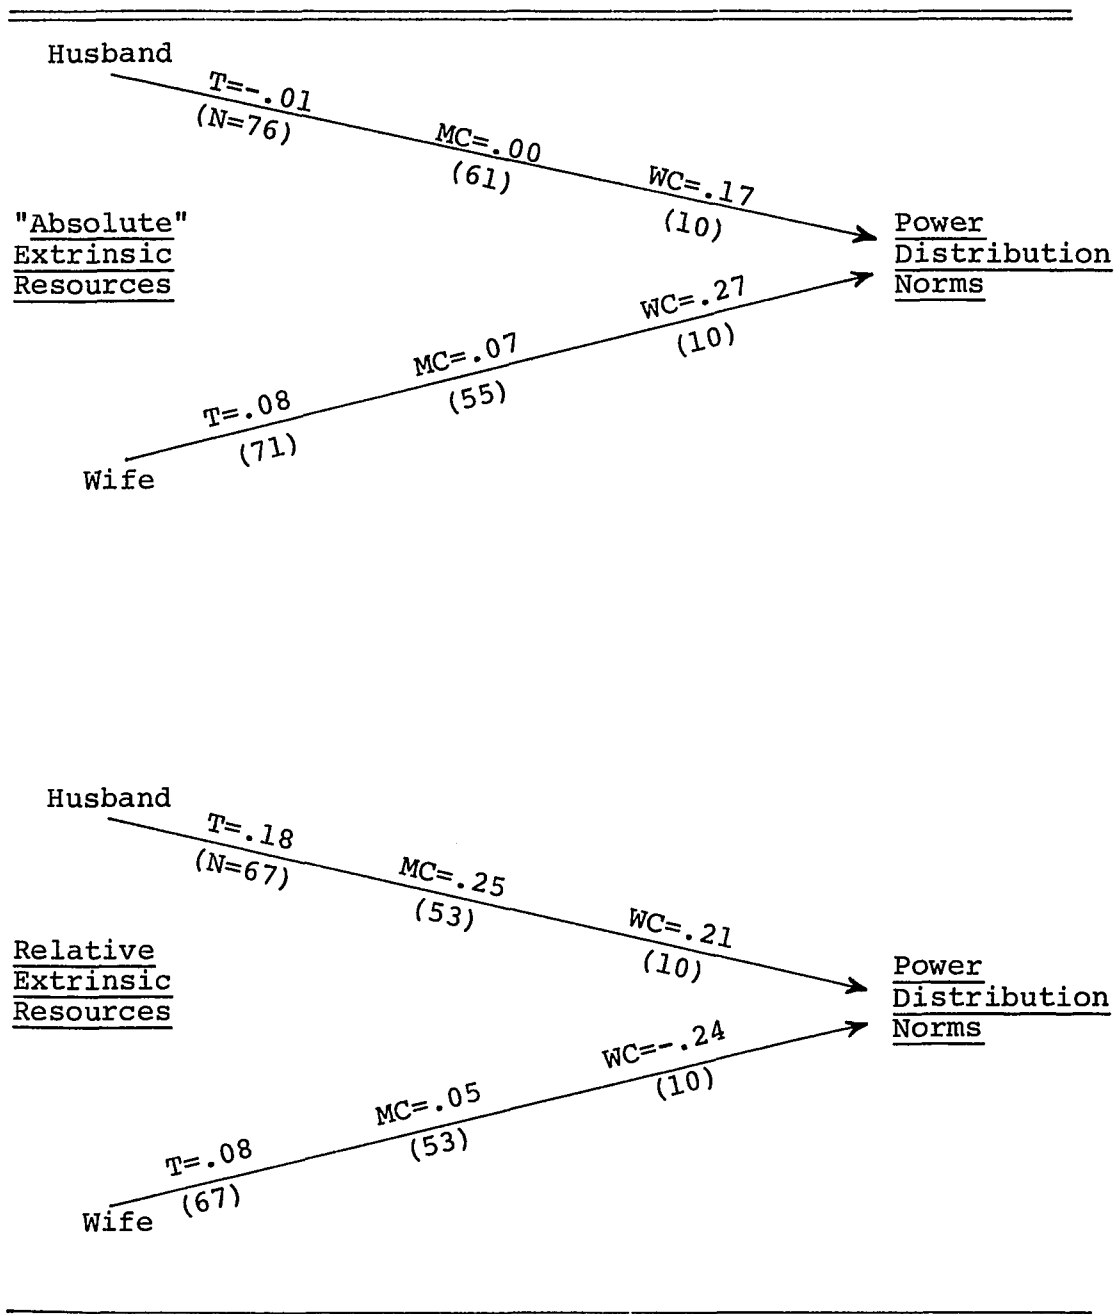 Husband
T=-.01
(N=76)
MC=.00
(61)
WC=.17
(10)
"Absolute"
Extrinsic
Resources
Power
Distribution
Norms
WC=.27
(10)
MC=.07
(55)
T=.08
(71)
Wife
Husband
T=.18
(N=67)
MC=.25
(53)
WC=.21
(10)
Relative
Extrinsic
Resources
Power
Distribution
Norms
WC=-.24
(10)
MC=.05
(53)
T=.08
(67)
Wife